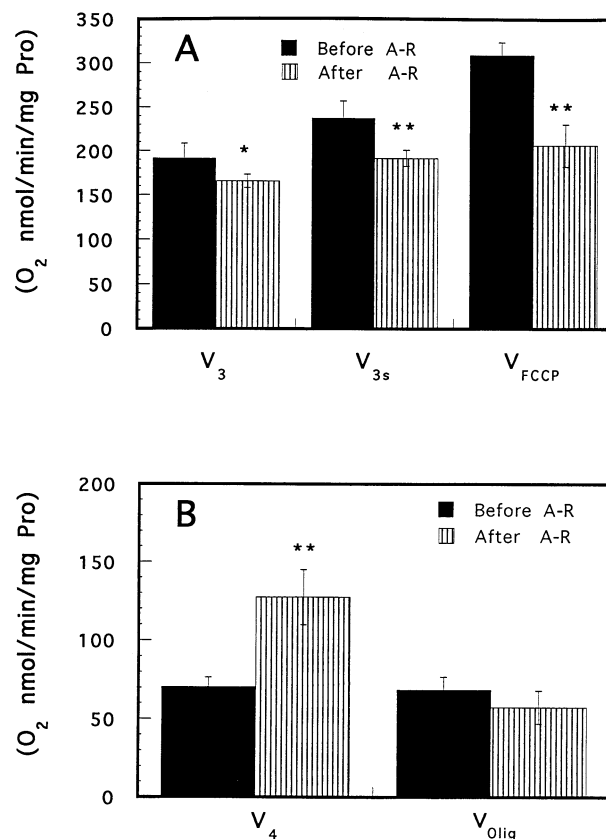 350
A
Before A-R
After A-R
300
**
250
**
*
200
150
100
50
0
(O2 nmol/min/mg Pro)
V3
V3s
VFCCP
200
B
Before A-R
After A-R
**
150
100
50
0
(O2 nmol/min/mg Pro)
V4
VOlig